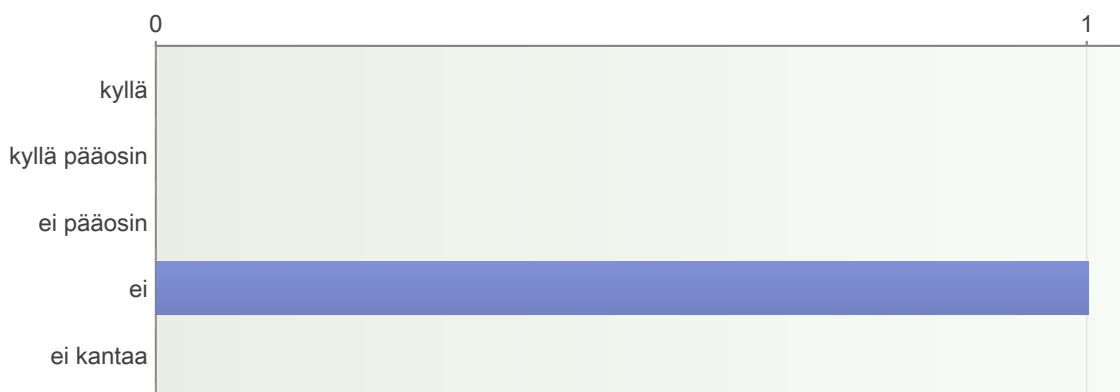 0 1
kyllä
kyllä pääosin
ei pääosin
ei
ei kantaa